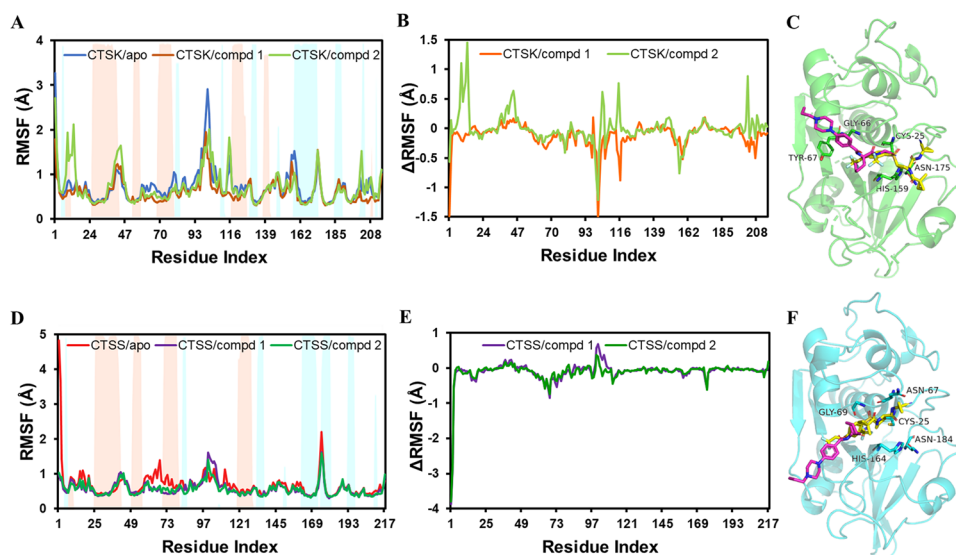 A
B
C
RMSF (Å)
4
3
2
1
0
CTSK/apo CTSK/compd 1 CTSK/compd 2
1 24 47 70 93 116 139 162 185 208
Residue Index
ΔRMSF (Å)
1.5
1
0.5
0
-0.5
-1
-1.5
CTSK/compd 1 CTSK/compd 2
1 24 47 70 93 116 139 162 185 208
Residue Index
GLY-66
CYS-25
TYR-67
ASN-175
HIS-159
D
E
F
RMSF (Å)
5
4
3
2
1
0
CTSS/apo CTSS/compd 1 CTSS/compd 2
1 25 49 73 97 121 145 169 193 217
Residue Index
ΔRMSF (Å)
1
0
-1
-2
-3
-4
CTSS/compd 1 CTSS/compd 2
1 25 49 73 97 121 145 169 193 217
Residue Index
ASN-67
GLY-69
CYS-25
ASN-184
HIS-164